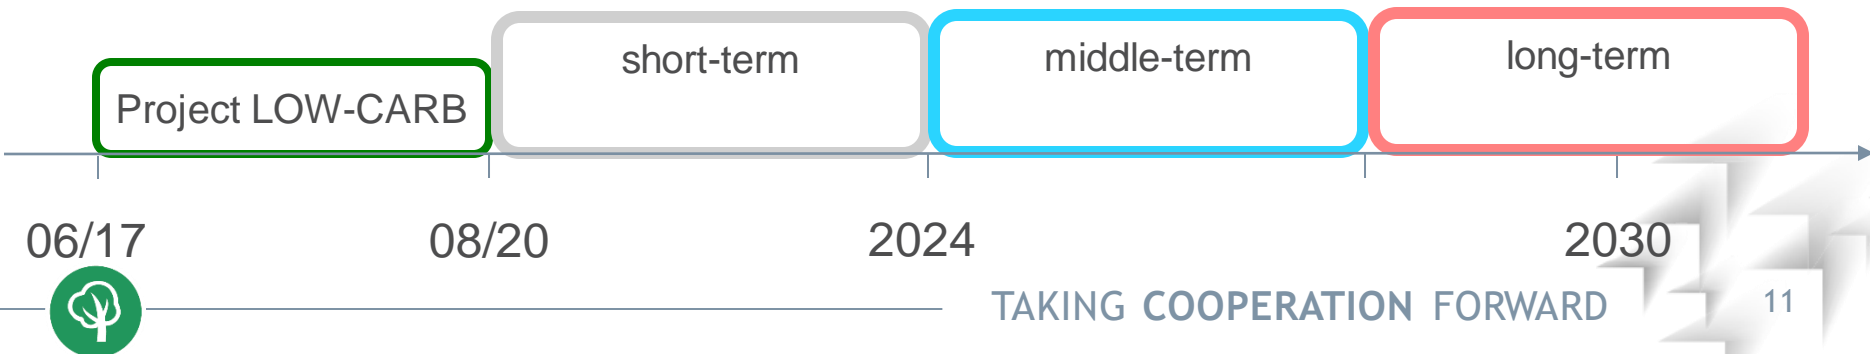 short-term
middle-term
long-term
Project LOW-CARB
06/17
08/20
2024
2030
TAKING COOPERATION FORWARD
11